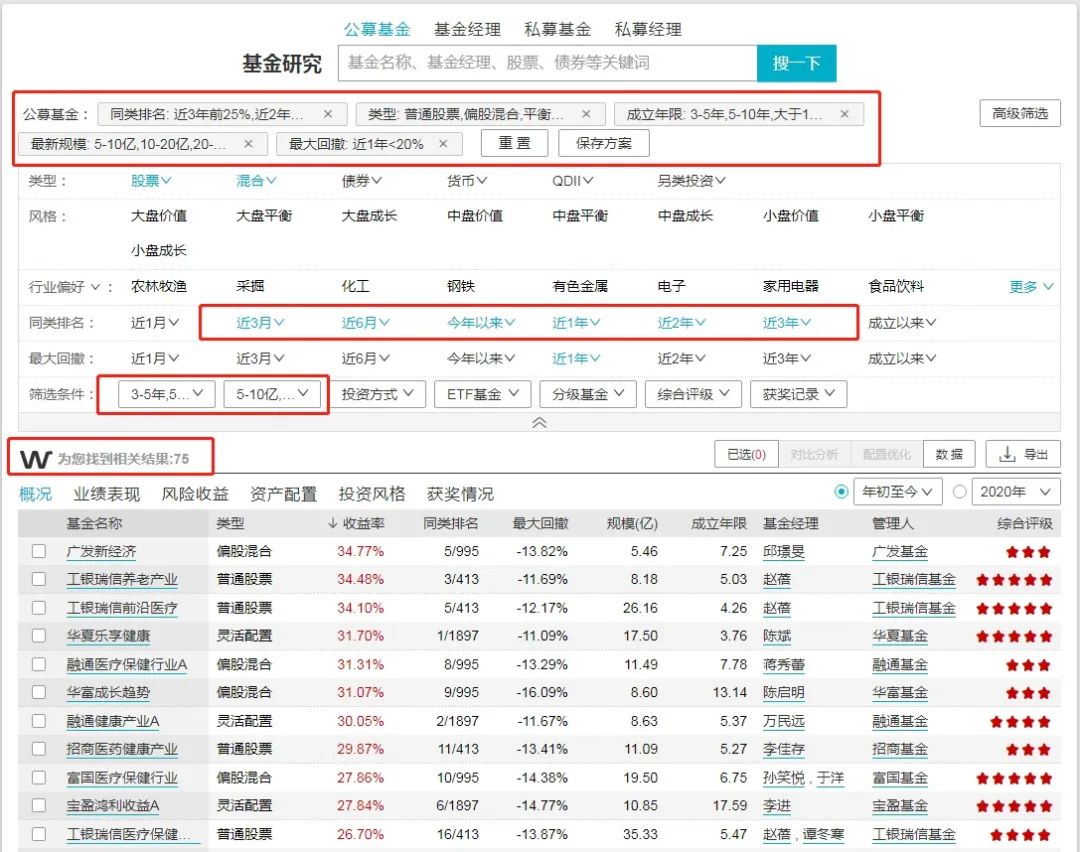 公募基金 基金经理 私募基金 私募经理
基金研究 基金名称、基金经理、股票、债券等关键词 搜一下
公募基金： 同类排名: 近3年前25%,近2年... × 类型: 普通股票,偏股混合,平衡... × 成立年限: 3-5年,5-10年,大于1... × 高级筛选
最新规模: 5-10亿,10-20亿,20-... × 最大回撤: 近1年<20% × 重置 保存方案
类型： 股票 混合 债券 货币 QDII 另类投资
风格： 大盘价值 大盘平衡 大盘成长 中盘价值 中盘平衡 中盘成长 小盘价值 小盘平衡
小盘成长
行业偏好 ： 农林牧渔 采掘 化工 钢铁 有色金属 电子 家用电器 食品饮料 更多
同类排名： 近1月 近3月 近6月 今年以来 近1年 近2年 近3年 成立以来
最大回撤： 近1月 近3月 近6月 今年以来 近1年 近2年 近3年 成立以来
筛选条件： 3-5年,5... 5-10亿,... 投资方式 ETF基金 分级基金 综合评级 获奖记录
W 为您找到相关结果:75 已选(0) 对比分析 配置优化 数据 导出
概况 业绩表现 风险收益 资产配置 投资风格 获奖情况 年初至今 2020年
基金名称 类型 ↓收益率 同类排名 最大回撤 规模(亿) 成立年限 基金经理 管理人 综合评级
广发新经济 偏股混合 34.77% 5/995 -13.82% 5.46 7.25 邱璟旻 广发基金 ★★★
工银瑞信养老产业 普通股票 34.48% 3/413 -11.69% 8.18 5.03 赵蓓 工银瑞信基金 ★★★★★
工银瑞信前沿医疗 普通股票 34.10% 5/413 -12.17% 26.16 4.26 赵蓓 工银瑞信基金 ★★★★★
华夏乐享健康 灵活配置 31.70% 1/1897 -11.09% 17.50 3.76 陈斌 华夏基金 ★★★★★
融通医疗保健行业A 偏股混合 31.31% 8/995 -13.29% 11.49 7.78 蒋秀蕾 融通基金 ★★★
华富成长趋势 偏股混合 31.07% 9/995 -16.09% 8.60 13.14 陈启明 华富基金 ★★★
融通健康产业A 灵活配置 30.05% 2/1897 -11.67% 8.63 5.37 万民远 融通基金 ★★★★
招商医药健康产业 普通股票 29.87% 11/413 -13.41% 11.09 5.27 李佳存 招商基金 ★★★
富国医疗保健行业 偏股混合 27.86% 10/995 -14.38% 19.50 6.75 孙笑悦 , 于洋 富国基金 ★★★★★
宝盈鸿利收益A 灵活配置 27.84% 6/1897 -14.77% 10.85 17.59 李进 宝盈基金 ★★★★★
工银瑞信医疗保健... 普通股票 26.70% 16/413 -13.87% 35.33 5.47 赵蓓 , 谭冬寒 工银瑞信基金 ★★★★